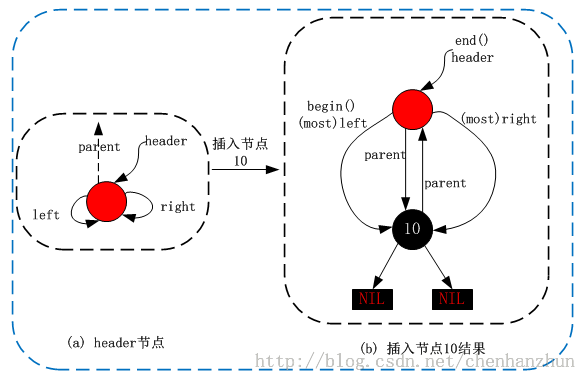 parent
header
left
right
(a) header节点
插入节点
10
end()
header
begin()
(most)left
(most)right
parent
parent
10
NIL
NIL
(b) 插入节点10结果
http://blog.csdn.net/chenhanzhun